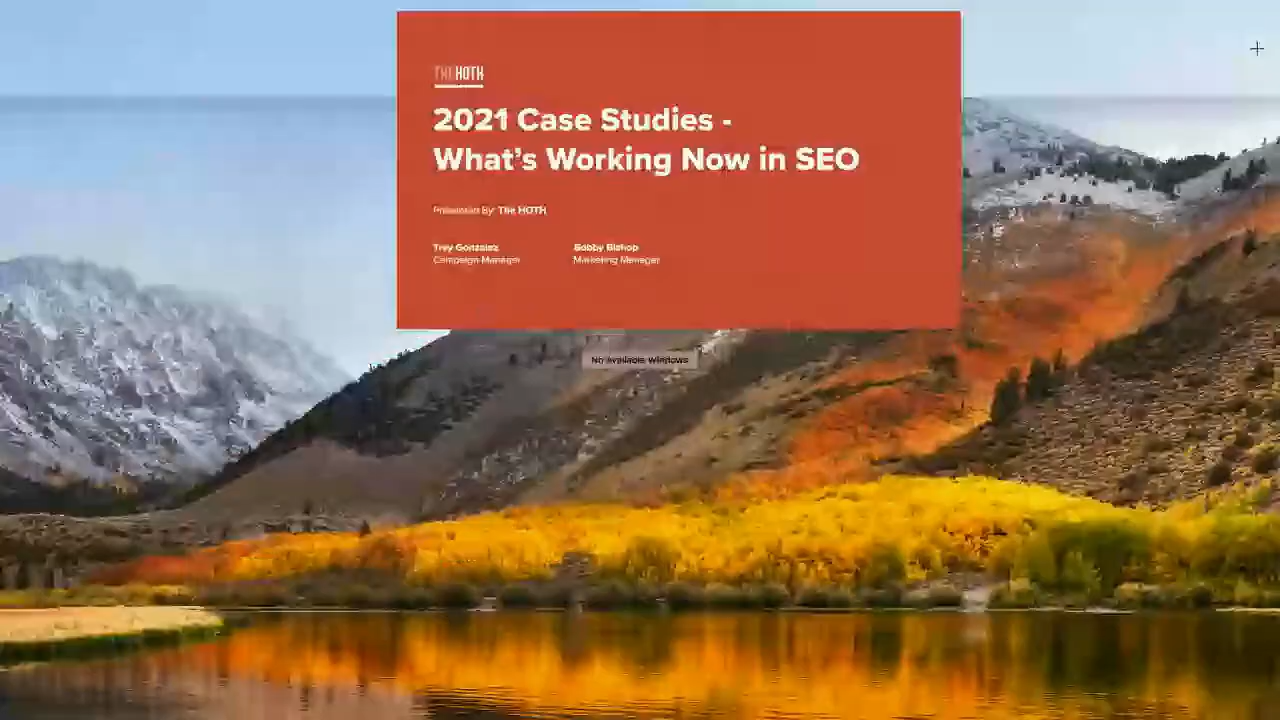 THE HOTH
2021 Case Studies -
What's Working Now in SEO
Presented By: The HOTH
Trey Gonzalez
Bobby Bishop
Campaign Manager
Marketing Manager
No Available Windows